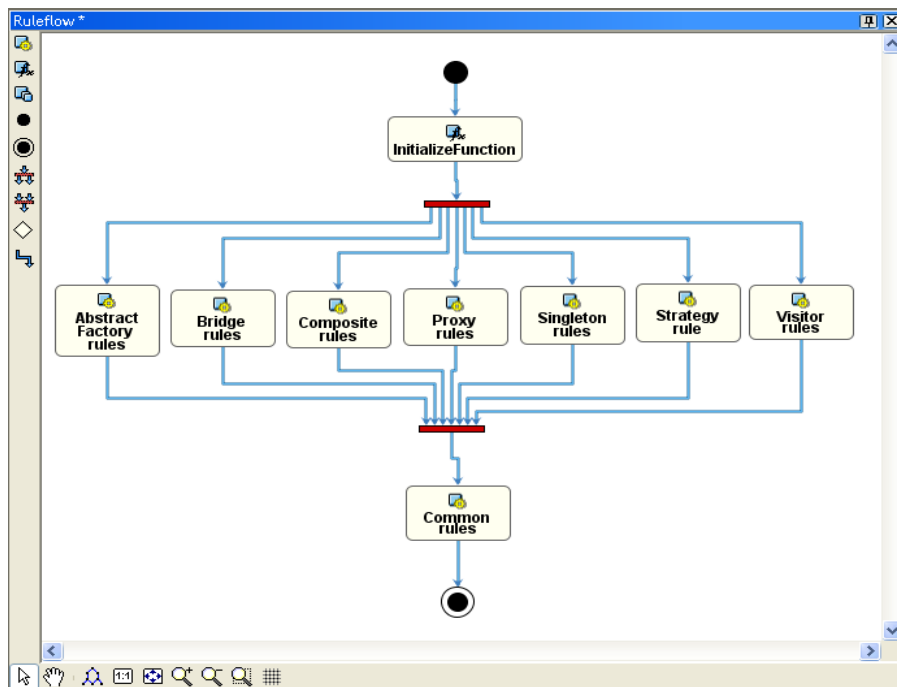 Ruleflow *
InitializeFunction
Abstract
Factory
rules
Bridge
rules
Composite
rules
Proxy
rules
Singleton
rules
Strategy
rule
Visitor
rules
Common
rules
1:1